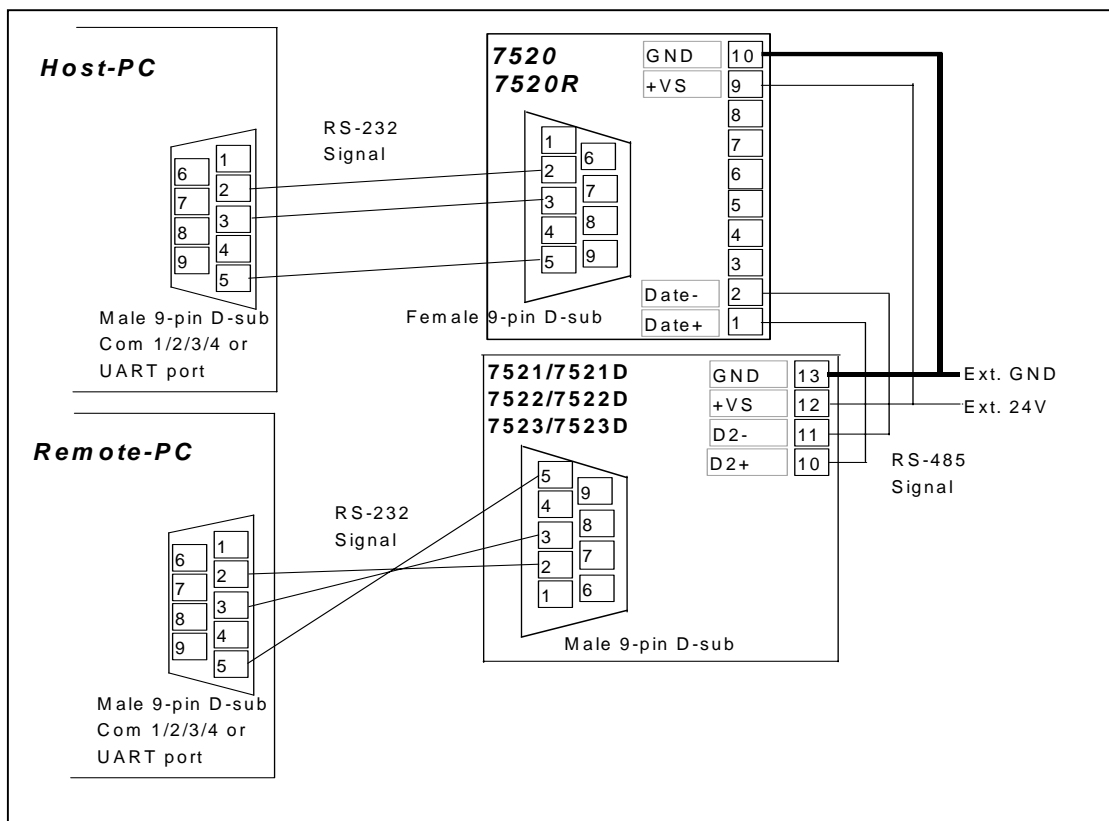 Host-PC
RS-232
Signal
1
2
3
4
5
6
7
8
9
Male 9-pin D-sub
Com 1/2/3/4 or
UART port
7520
7520R
1
2
3
4
5
6
7
8
9
Female 9-pin D-sub
GND 10
+VS 9
8
7
6
5
4
3
Date- 2
Date+ 1
7521/7521D
7522/7522D
7523/7523D
GND 13
+VS 12
D2- 11
D2+ 10
Ext. GND
Ext. 24V
RS-485
Signal
5
4
3
2
1
9
8
7
6
Male 9-pin D-sub
Remote-PC
RS-232
Signal
1
2
3
4
5
6
7
8
9
Male 9-pin D-sub
Com 1/2/3/4 or
UART port